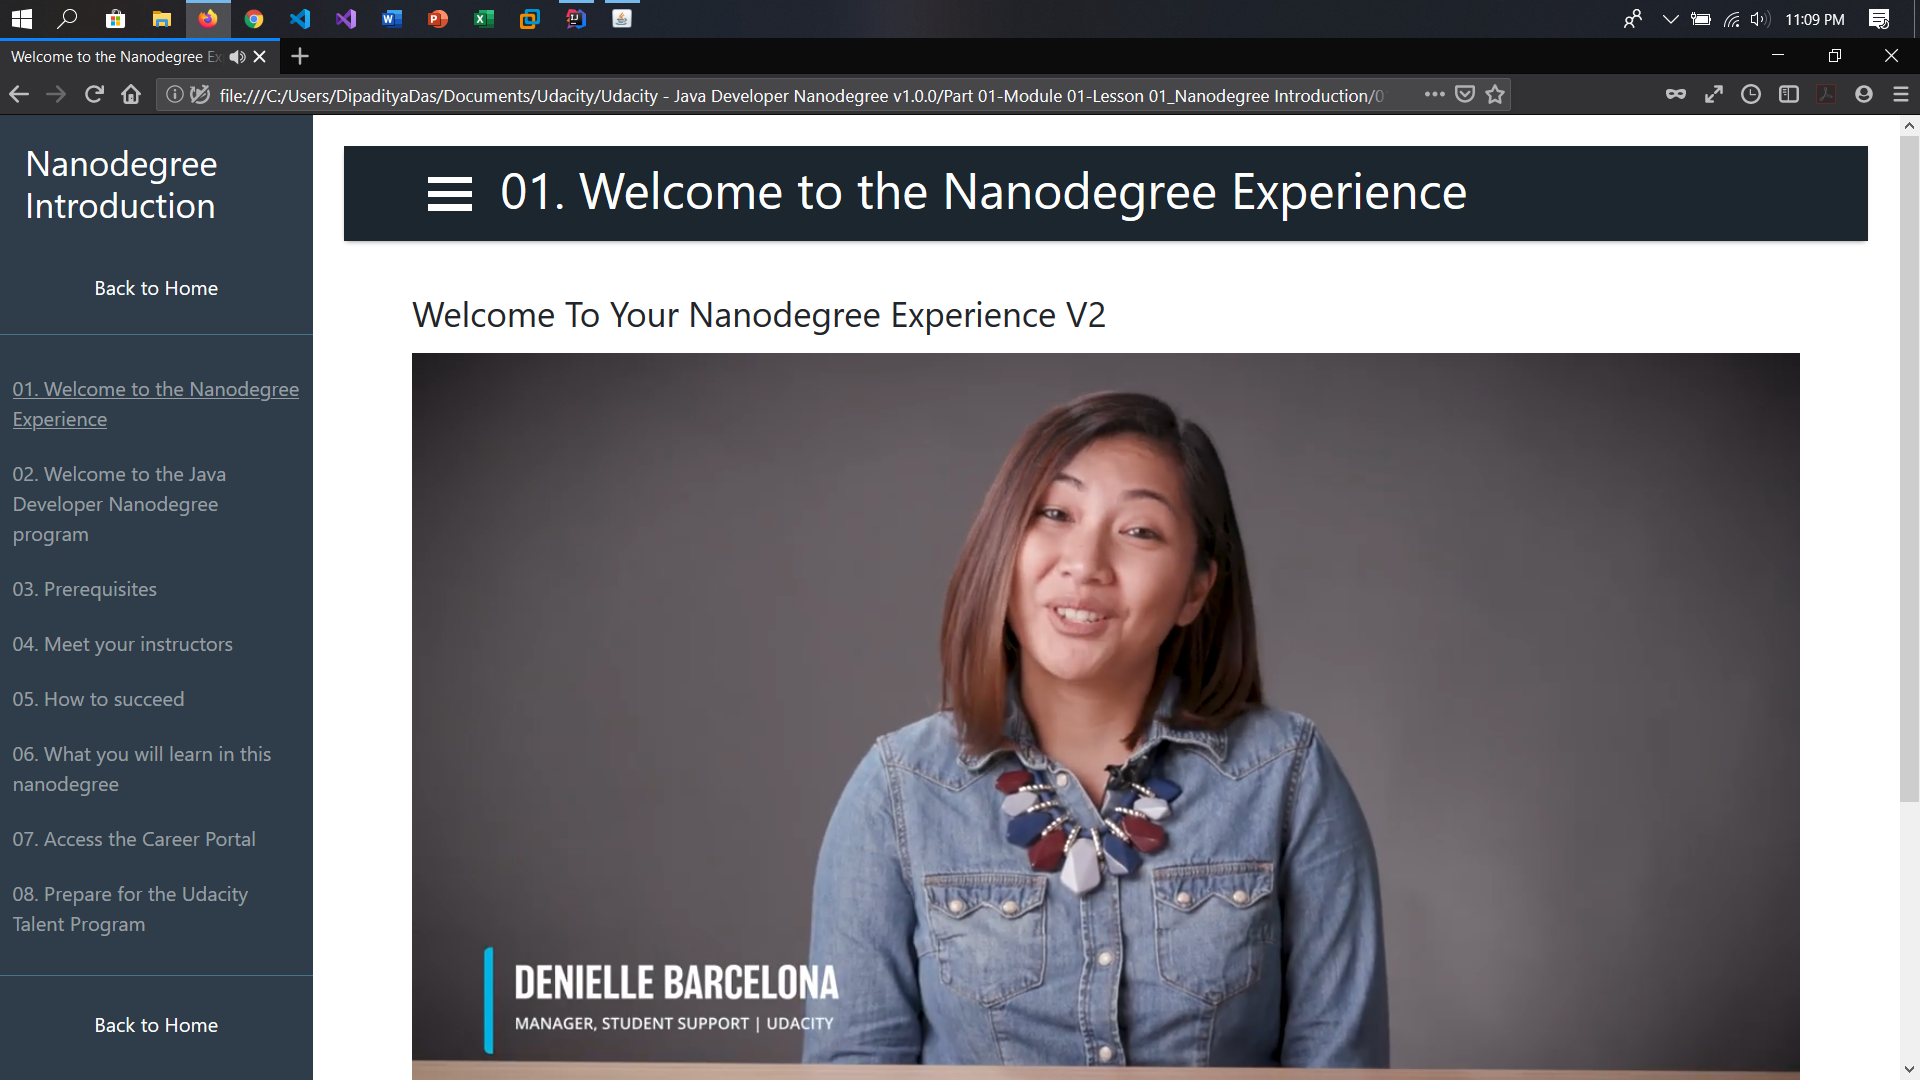 11:09 PM
Welcome to the Nanodegree Ex
file:///C:/Users/DipadityaDas/Documents/Udacity/Udacity - Java Developer Nanodegree v1.0.0/Part 01-Module 01-Lesson 01_Nanodegree Introduction/0
Nanodegree
Introduction
Back to Home
01. Welcome to the Nanodegree
Experience
02. Welcome to the Java
Developer Nanodegree
program
03. Prerequisites
04. Meet your instructors
05. How to succeed
06. What you will learn in this
nanodegree
07. Access the Career Portal
08. Prepare for the Udacity
Talent Program
Back to Home
01. Welcome to the Nanodegree Experience
Welcome To Your Nanodegree Experience V2
DENIELLE BARCELONA
MANAGER, STUDENT SUPPORT | UDACITY